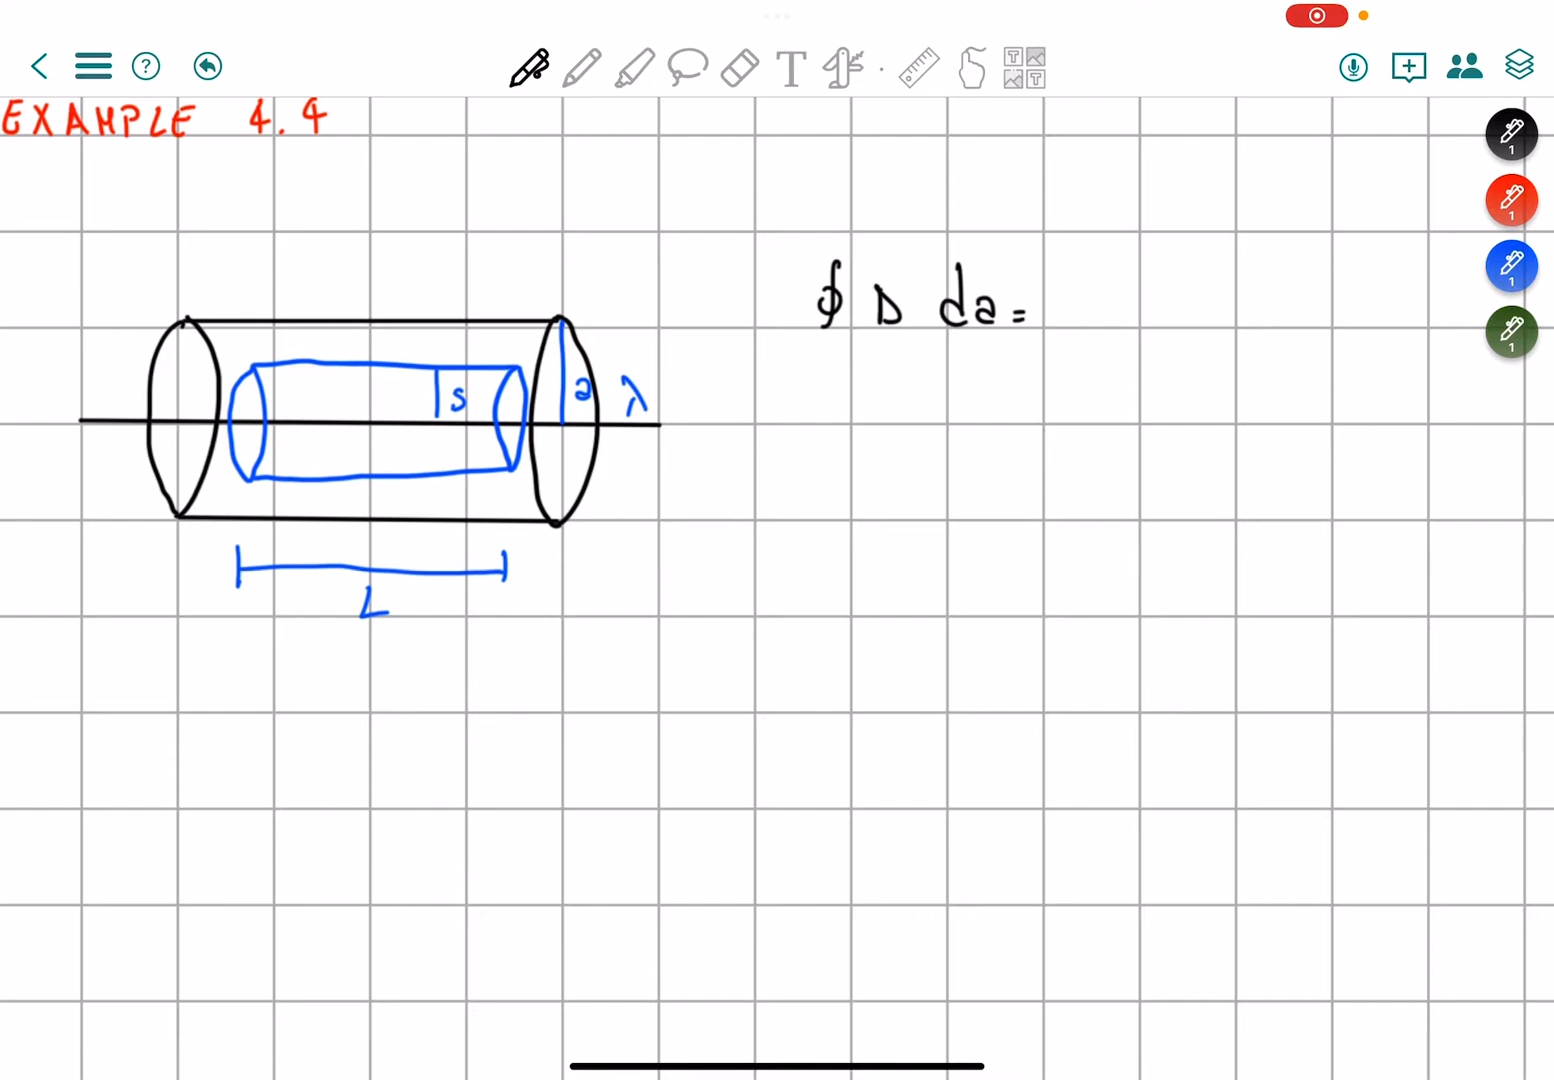 EXAMPLE 4.4
∮ D da =
s
a
λ
L